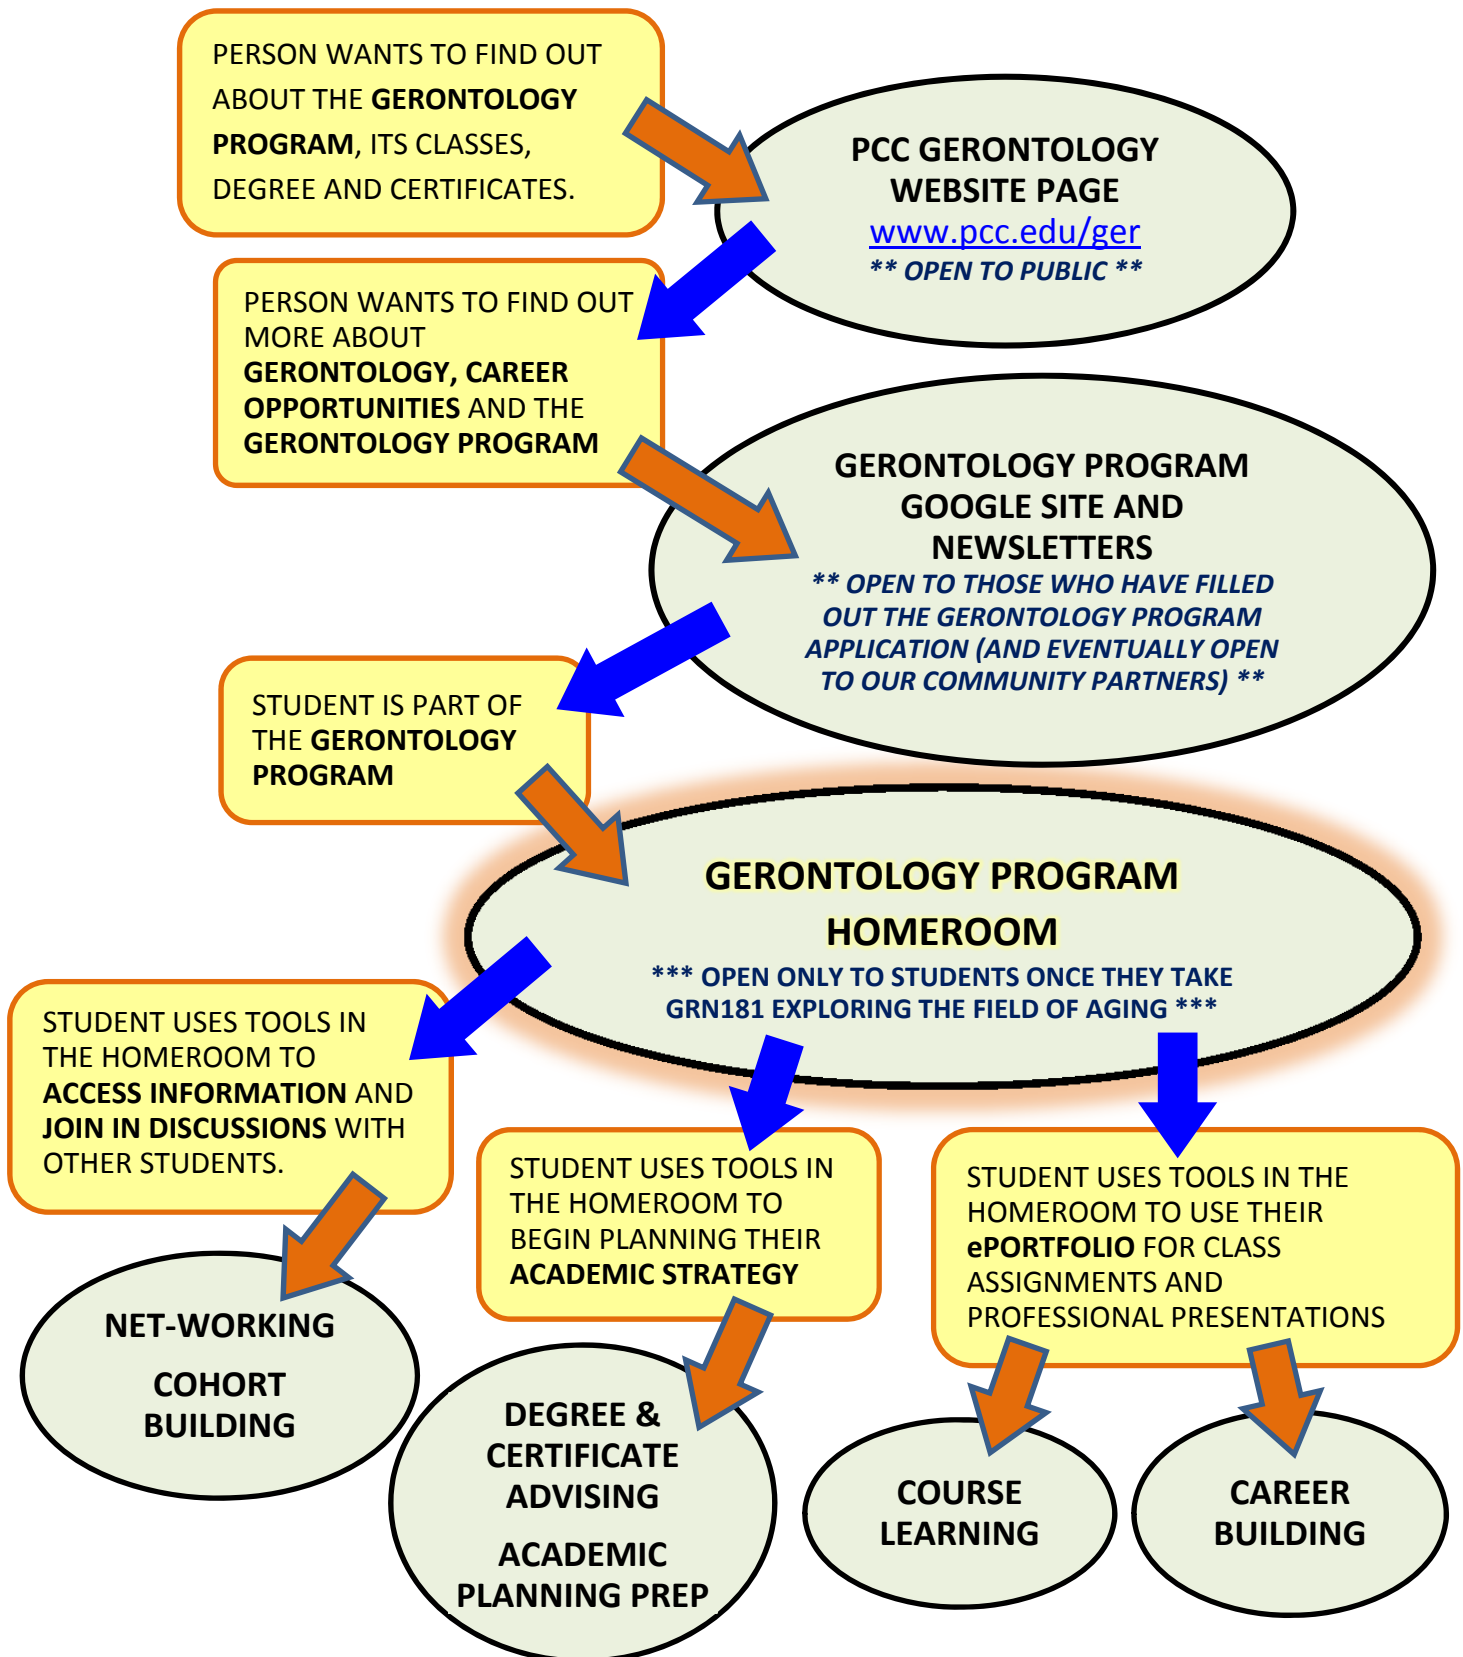 PERSON WANTS TO FIND OUT
ABOUT THE GERONTOLOGY
PROGRAM, ITS CLASSES,
DEGREE AND CERTIFICATES.
PCC GERONTOLOGY
WEBSITE PAGE
www.pcc.edu/ger
** OPEN TO PUBLIC **
PERSON WANTS TO FIND OUT
MORE ABOUT
GERONTOLOGY, CAREER
OPPORTUNITIES AND THE
GERONTOLOGY PROGRAM
GERONTOLOGY PROGRAM
GOOGLE SITE AND
NEWSLETTERS
** OPEN TO THOSE WHO HAVE FILLED
OUT THE GERONTOLOGY PROGRAM
APPLICATION (AND EVENTUALLY OPEN
TO OUR COMMUNITY PARTNERS) **
STUDENT IS PART OF
THE GERONTOLOGY
PROGRAM
GERONTOLOGY PROGRAM
HOMEROOM
*** OPEN ONLY TO STUDENTS ONCE THEY TAKE
GRN181 EXPLORING THE FIELD OF AGING ***
STUDENT USES TOOLS IN
THE HOMEROOM TO
ACCESS INFORMATION AND
JOIN IN DISCUSSIONS WITH
OTHER STUDENTS.
STUDENT USES TOOLS IN
THE HOMEROOM TO
BEGIN PLANNING THEIR
ACADEMIC STRATEGY
STUDENT USES TOOLS IN THE
HOMEROOM TO USE THEIR
ePORTFOLIO FOR CLASS
ASSIGNMENTS AND
PROFESSIONAL PRESENTATIONS
NET-WORKING
COHORT
BUILDING
DEGREE &
CERTIFICATE
ADVISING
ACADEMIC
PLANNING PREP
COURSE
LEARNING
CAREER
BUILDING